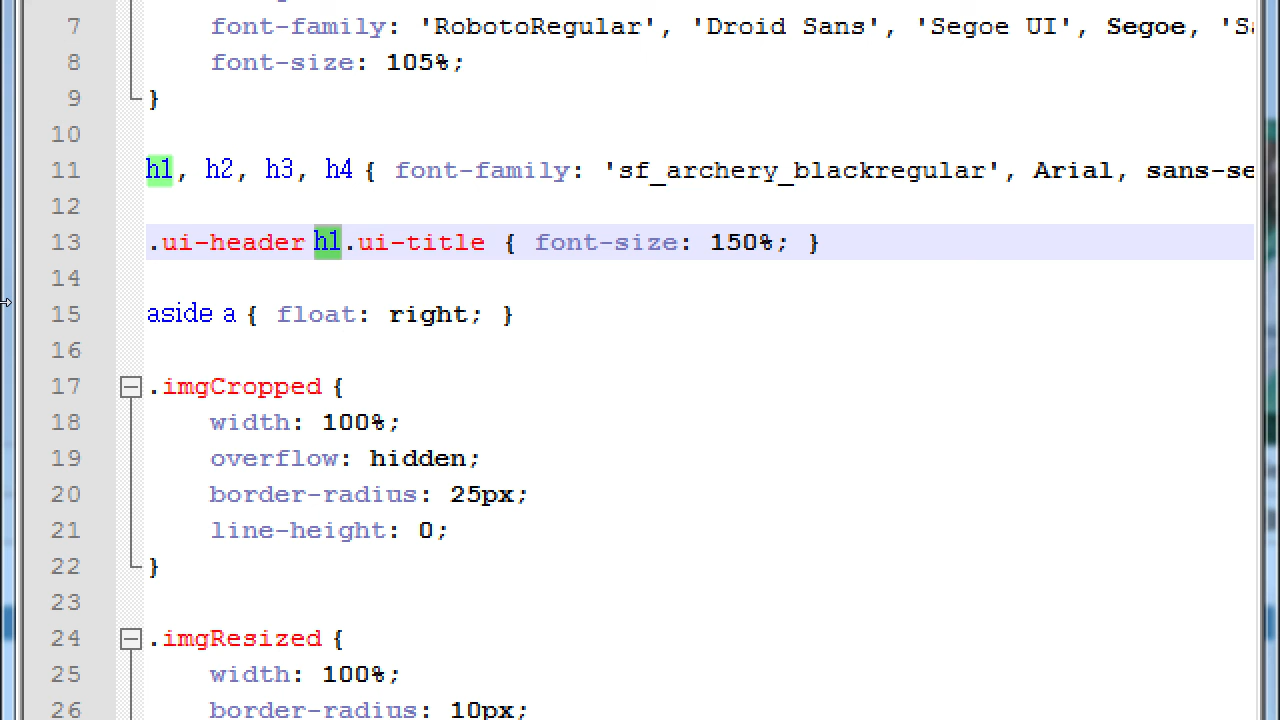 7 font-family: 'RobotoRegular', 'Droid Sans', 'Segoe UI', Segoe,
8 font-size: 105%;
9 }
10
11 h1, h2, h3, h4 { font-family: 'sf_archery_blackregular', Arial, sans-se
12
13 .ui-header h1.ui-title { font-size: 150%; }
14
15 aside a { float: right; }
16
17 .imgCropped {
18 width: 100%;
19 overflow: hidden;
20 border-radius: 25px;
21 line-height: 0;
22 }
23
24 .imgResized {
25 width: 100%;
26 border-radius: 10px;